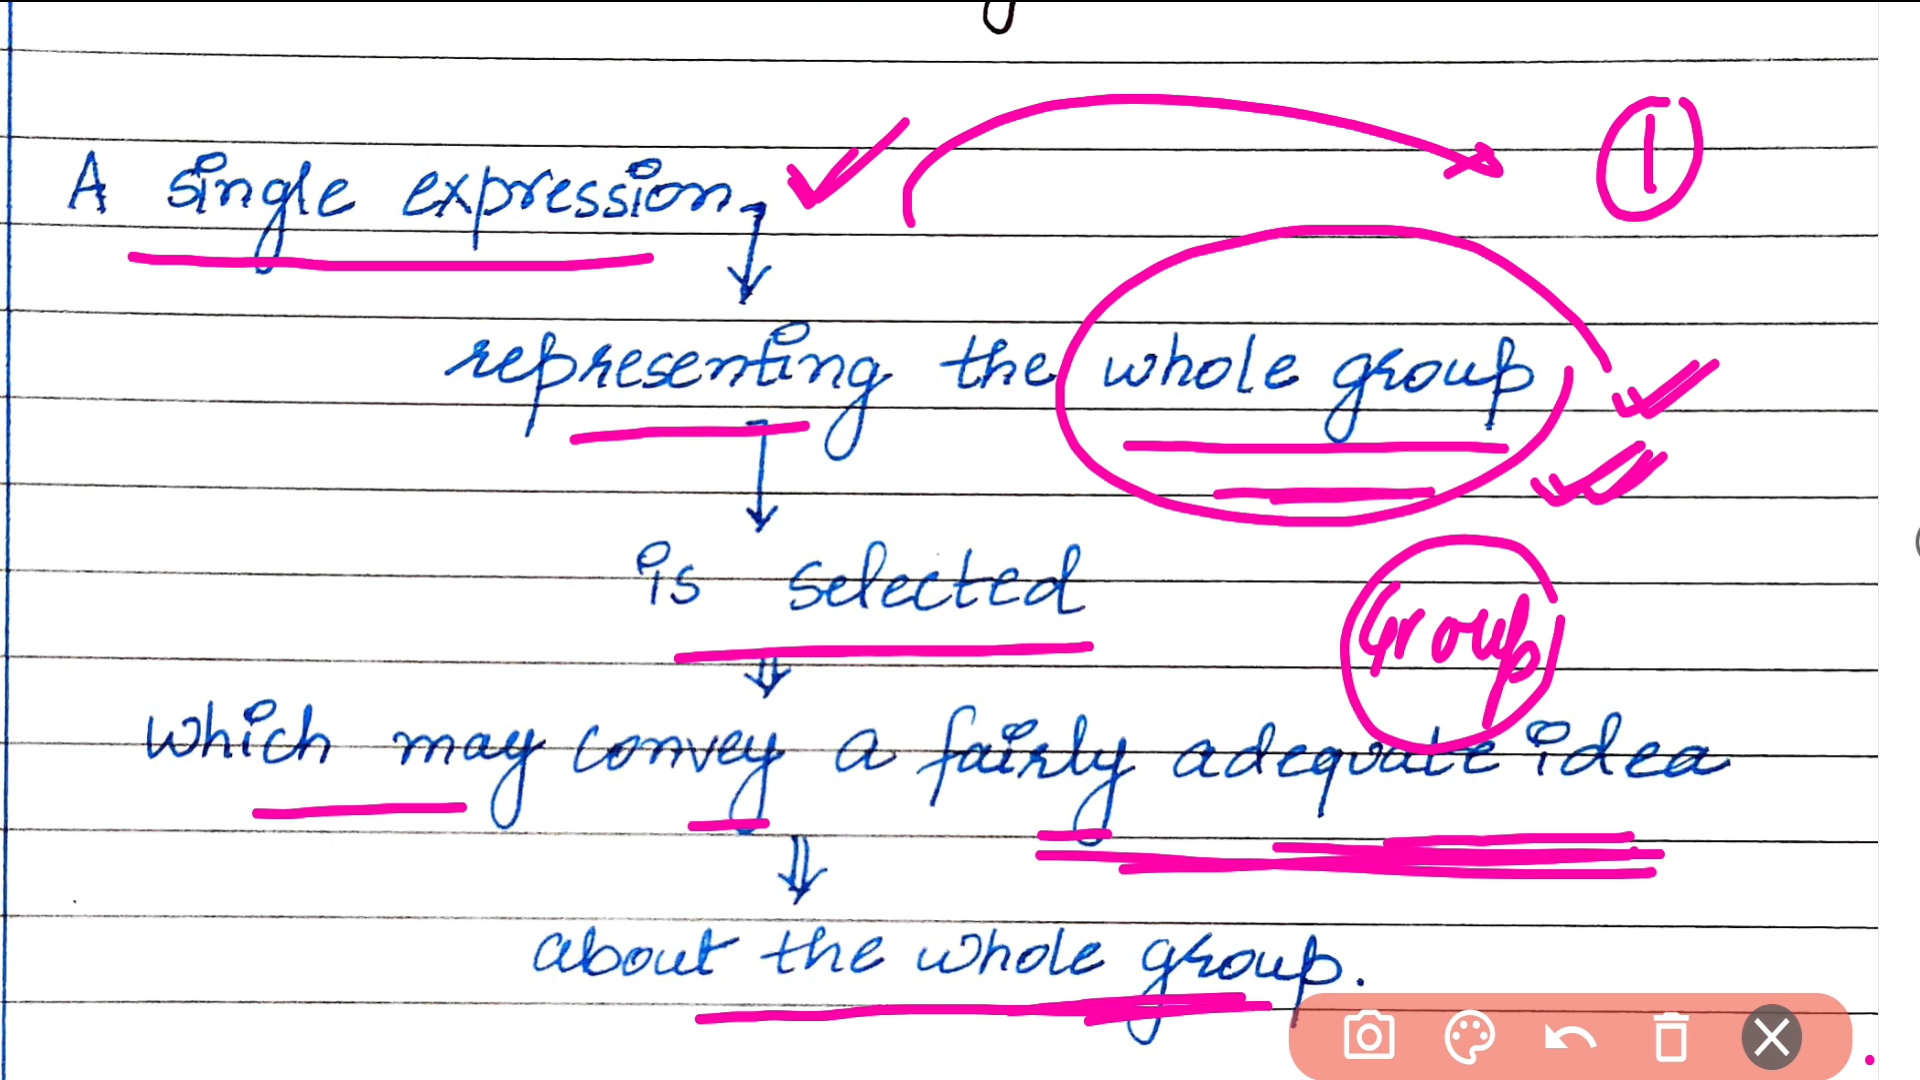 A single expression
1
representing the whole group
is selected
Group
which may convey a fairly adequate idea
about the whole group.